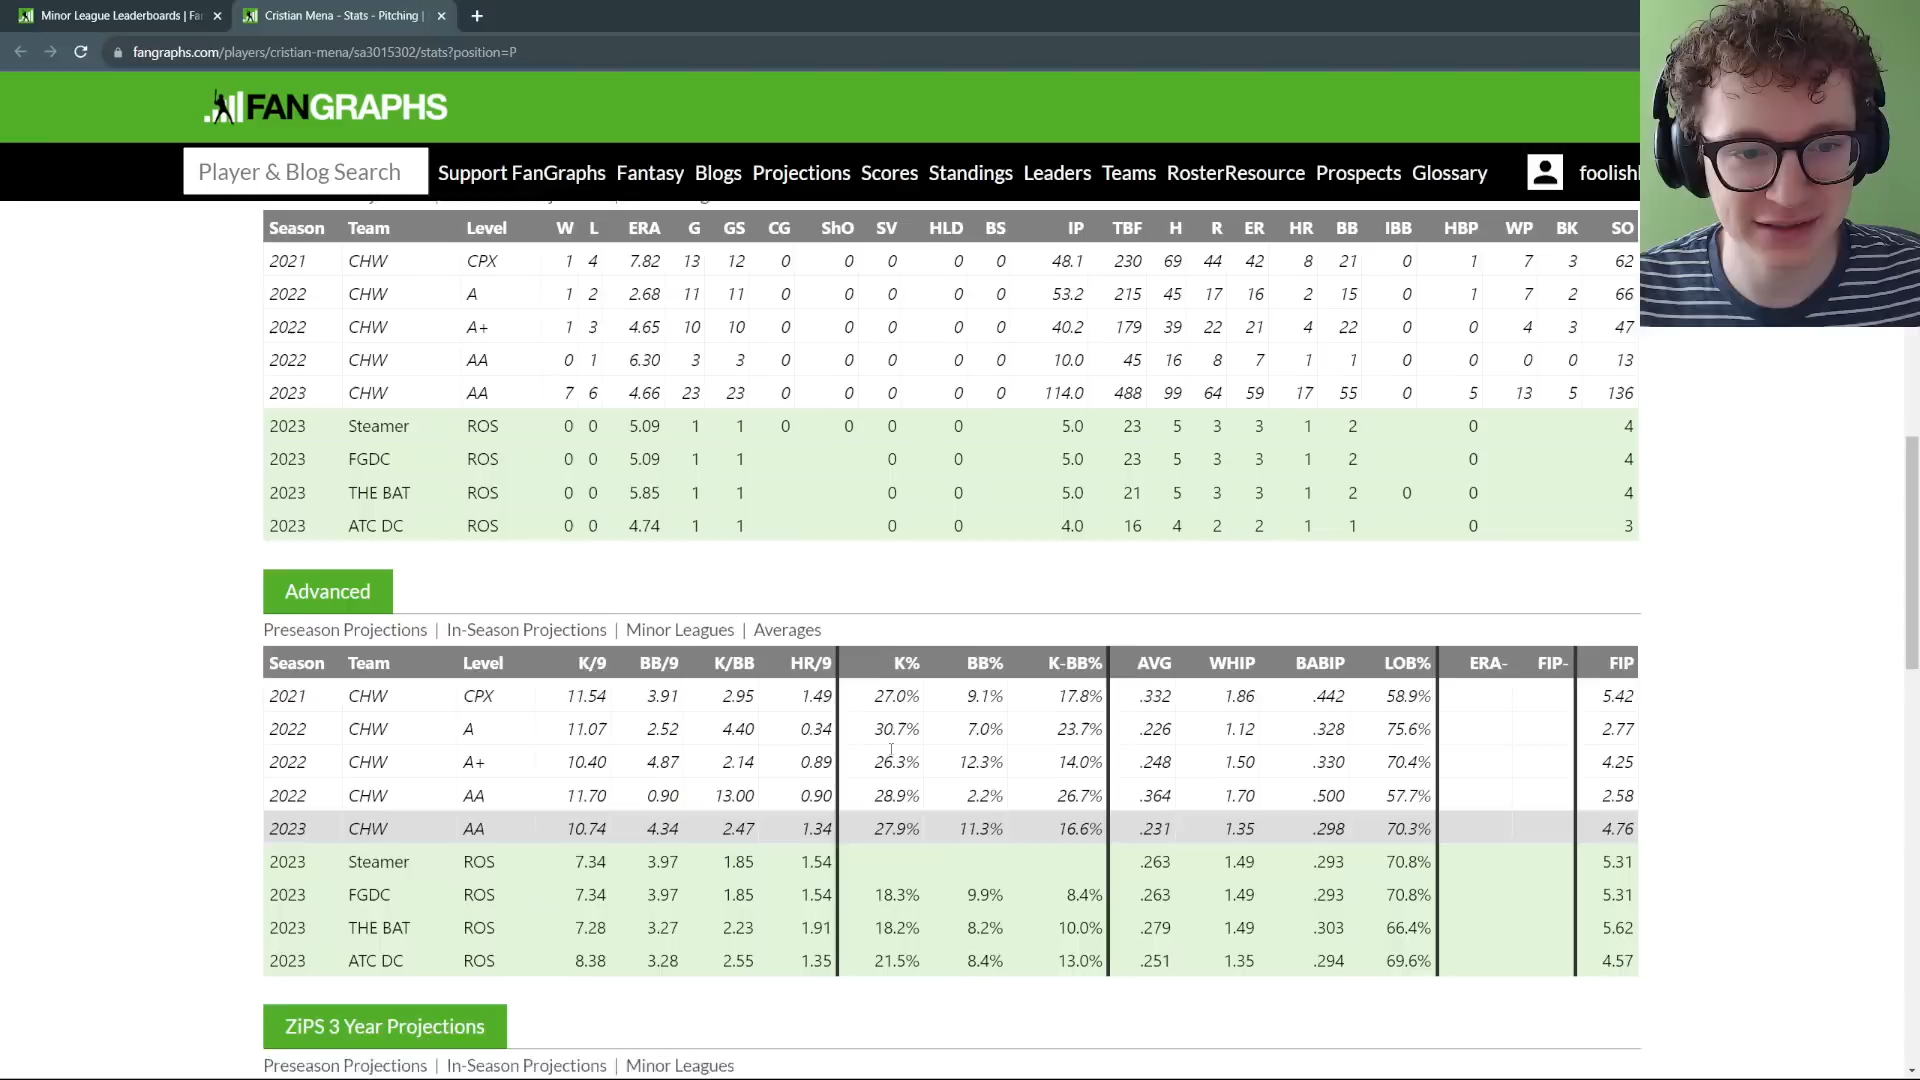 Minor League Leaderboards | Fa
Cristian Mena - Stats - Pitching |
fangraphs.com/players/cristian-mena/sa3015302/stats?position=P
FANGRAPHS
Player & Blog Search Support FanGraphs Fantasy Blogs Projections Scores Standings Leaders Teams RosterResource Prospects Glossary foolish
Season Team Level W L ERA G GS CG ShO SV HLD BS IP TBF H R ER HR BB IBB HBP WP BK SO
2021 CHW CPX 1 4 7.82 13 12 0 0 0 0 0 48.1 230 69 44 42 8 21 0 1 7 3 62
2022 CHW A 1 2 2.68 11 11 0 0 0 0 0 53.2 215 45 17 16 2 15 0 1 7 2 66
2022 CHW A+ 1 3 4.65 10 10 0 0 0 0 0 40.2 179 39 22 21 4 22 0 0 4 3 47
2022 CHW AA 0 1 6.30 3 3 0 0 0 0 0 10.0 45 16 8 7 1 1 0 0 0 0 13
2023 CHW AA 7 6 4.66 23 23 0 0 0 0 0 114.0 488 99 64 59 17 55 0 5 13 5 136
2023 Steamer ROS 0 0 5.09 1 1 0 0 0 0 5.0 23 5 3 3 1 2 0 4
2023 FGDC ROS 0 0 5.09 1 1 0 0 5.0 23 5 3 3 1 2 0 4
2023 THE BAT ROS 0 0 5.85 1 1 0 0 5.0 21 5 3 3 1 2 0 0 4
2023 ATC DC ROS 0 0 4.74 1 1 0 0 4.0 16 4 2 2 1 1 0 3
Advanced
Preseason Projections | In-Season Projections | Minor Leagues | Averages
Season Team Level K/9 BB/9 K/BB HR/9 K% BB% K-BB% AVG WHIP BABIP LOB% ERA- FIP- FIP
2021 CHW CPX 11.54 3.91 2.95 1.49 27.0% 9.1% 17.8% .332 1.86 .442 58.9% 5.42
2022 CHW A 11.07 2.52 4.40 0.34 30.7% 7.0% 23.7% .226 1.12 .328 75.6% 2.77
2022 CHW A+ 10.40 4.87 2.14 0.89 26.3% 12.3% 14.0% .248 1.50 .330 70.4% 4.25
2022 CHW AA 11.70 0.90 13.00 0.90 28.9% 2.2% 26.7% .364 1.70 .500 57.7% 2.58
2023 CHW AA 10.74 4.34 2.47 1.34 27.9% 11.3% 16.6% .231 1.35 .298 70.3% 4.76
2023 Steamer ROS 7.34 3.97 1.85 1.54 .263 1.49 .293 70.8% 5.31
2023 FGDC ROS 7.34 3.97 1.85 1.54 18.3% 9.9% 8.4% .263 1.49 .293 70.8% 5.31
2023 THE BAT ROS 7.28 3.27 2.23 1.91 18.2% 8.2% 10.0% .279 1.49 .303 66.4% 5.62
2023 ATC DC ROS 8.38 3.28 2.55 1.35 21.5% 8.4% 13.0% .251 1.35 .294 69.6% 4.57
ZiPS 3 Year Projections
Preseason Projections | In-Season Projections | Minor Leagues